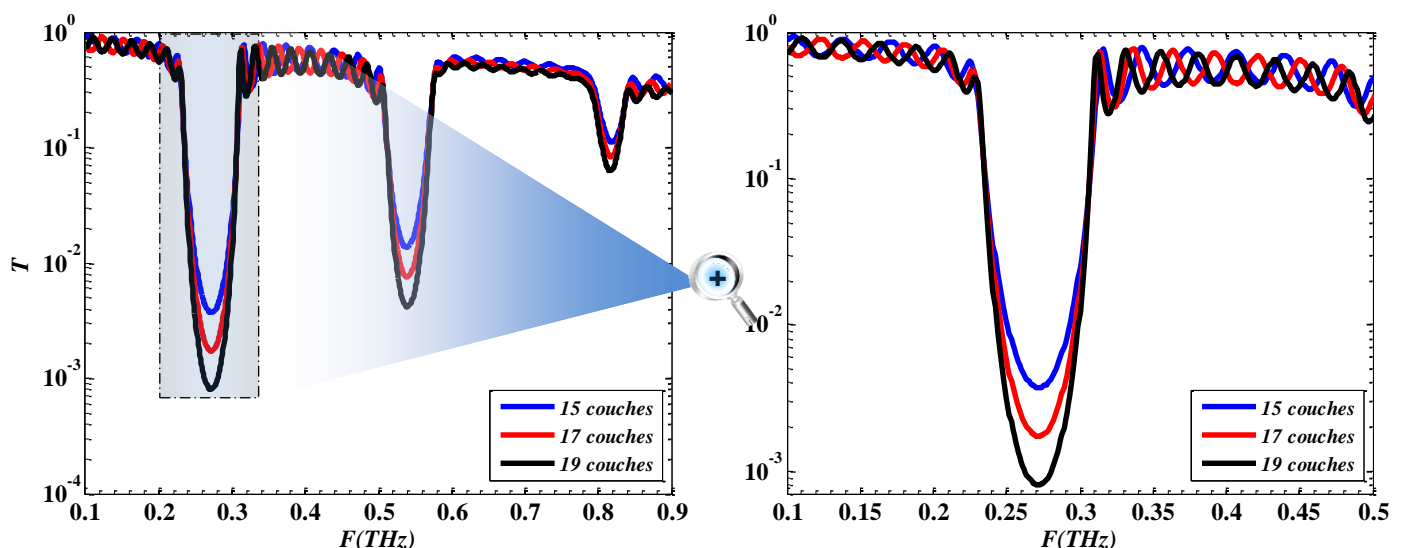 10^0
10^-1
10^-2
10^-3
10^-4
T
0.1 0.2 0.3 0.4 0.5 0.6 0.7 0.8 0.9
F(THz)
15 couches
17 couches
19 couches
10^0
10^-1
10^-2
10^-3
0.1 0.15 0.2 0.25 0.3 0.35 0.4 0.45 0.5
F(THz)
15 couches
17 couches
19 couches